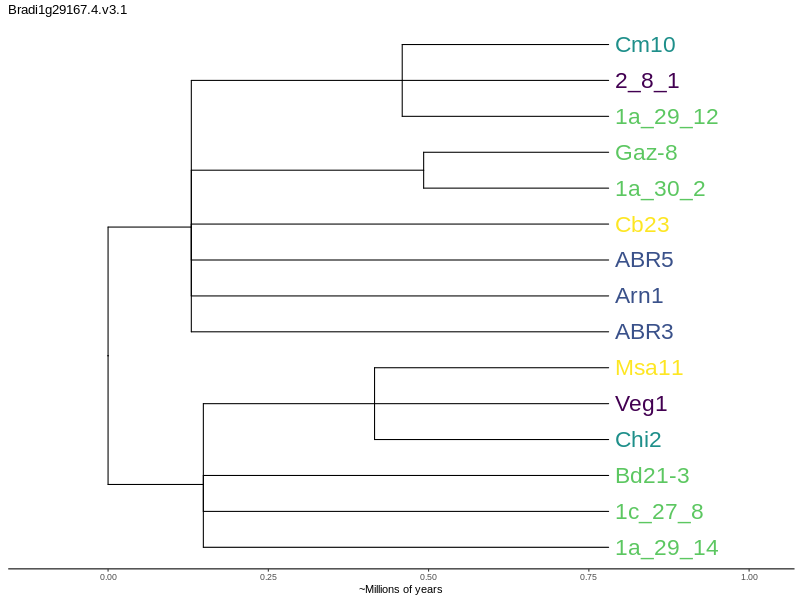 Bradi1g29167.4.v3.1
Cm10
2_8_1
1a_29_12
Gaz-8
1a_30_2
Cb23
ABR5
Arn1
ABR3
Msa11
Veg1
Chi2
Bd21-3
1c_27_8
1a_29_14
0.00 0.25 0.50 0.75 1.00
~Millions of years